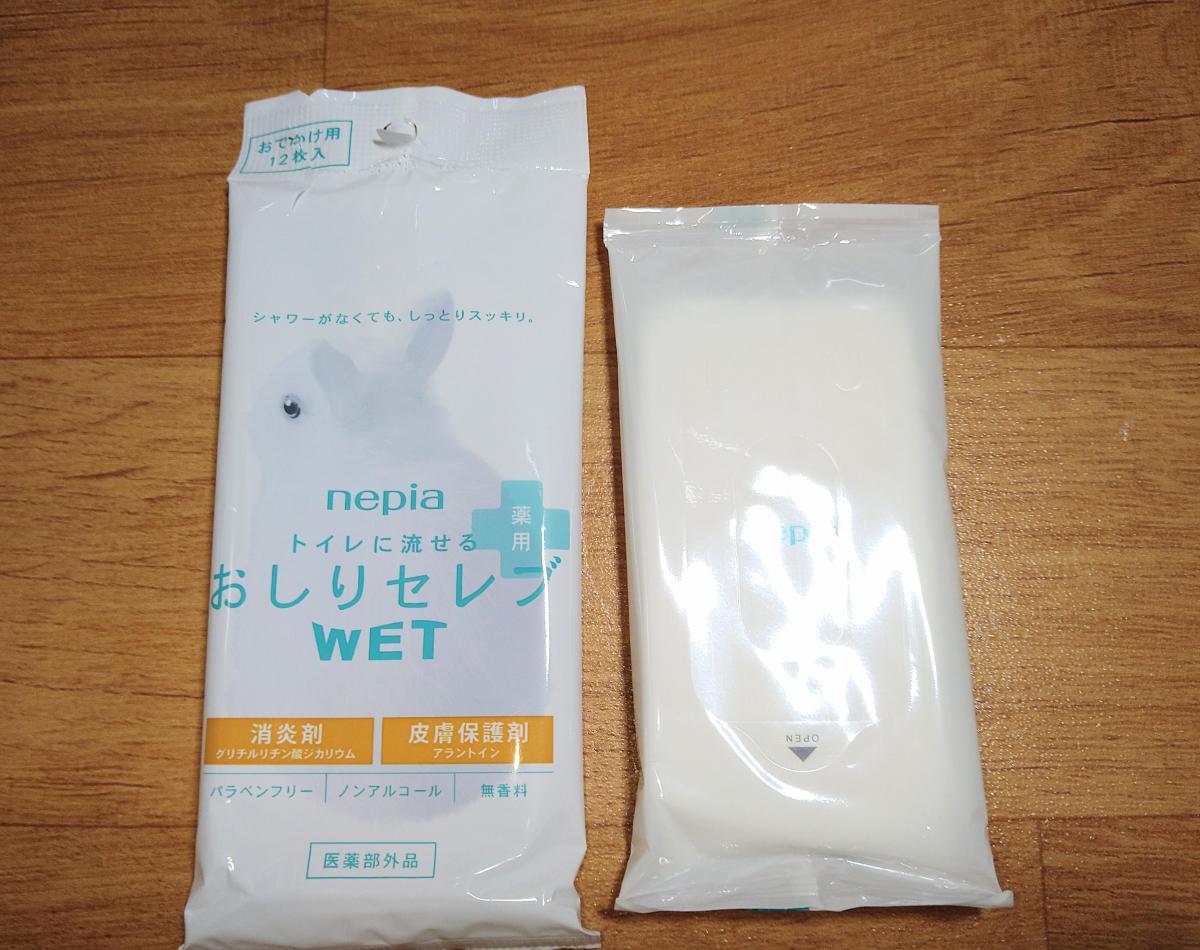 おでかけ用
12枚入
シャワーがなくても、しっとりスッキリ。
nepia
薬用
トイレに流せる
おしりセレブ
WET
消炎剤 皮膚保護剤
グリチルリチン酸ジカリウム アラントイン
パラベンフリー ノンアルコール 無香料
医薬部外品
OPEN